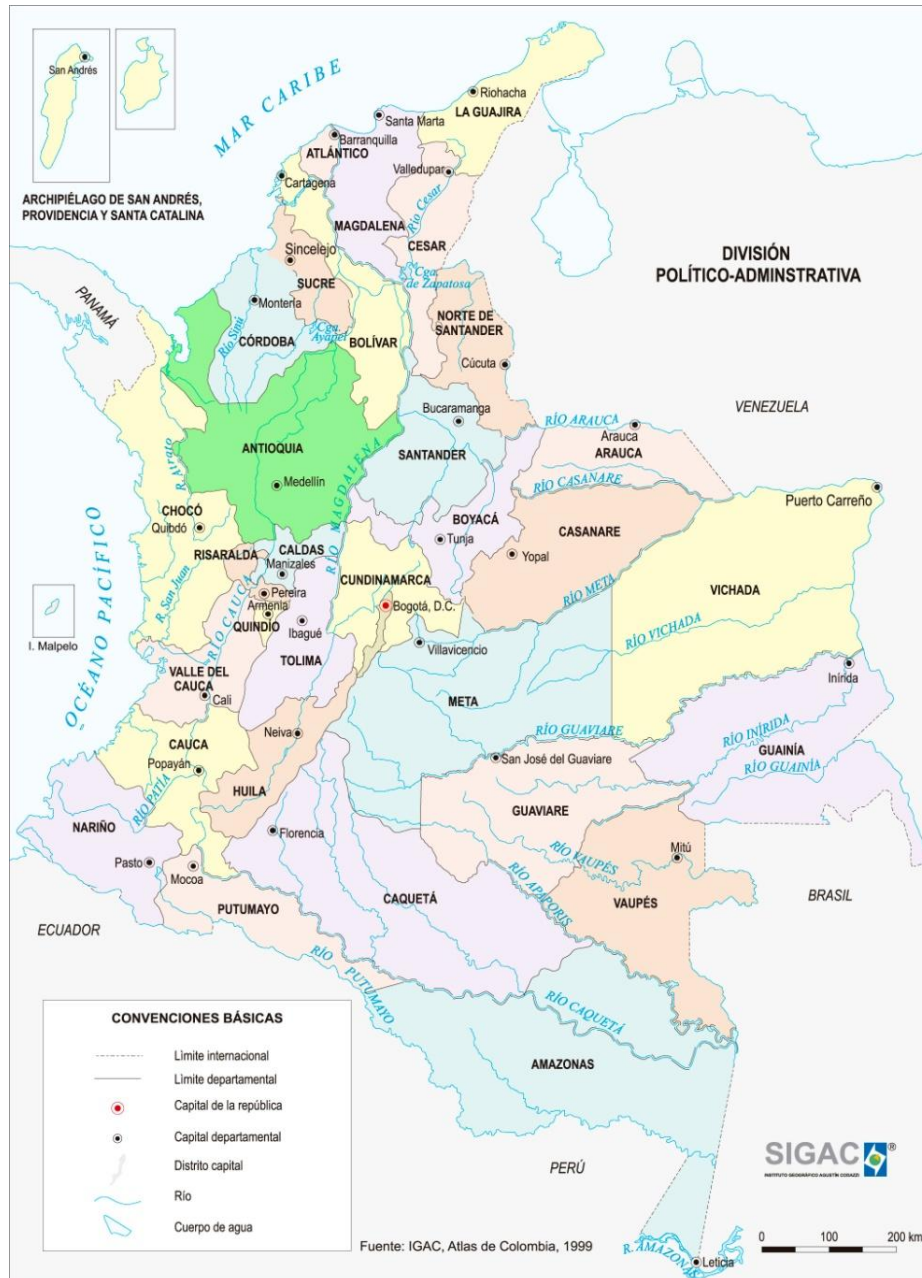 San Andrés
ARCHIPIÉLAGO DE SAN ANDRÉS,
PROVIDENCIA Y SANTA CATALINA
MAR CARIBE
Riohacha
LA GUAJIRA
Santa Marta
Barranquilla
ATLÁNTICO
Valledupar
Cartagena
Río Cesar
MAGDALENA
CESAR
DIVISIÓN
POLÍTICO-ADMINSTRATIVA
Sincelejo
SUCRE
Cga.
de Zapatosa
PANAMÁ
Montería
NORTE DE
SANTANDER
Río Sinú
CÓRDOBA
Cga.
Ayapel
BOLÍVAR
Cúcuta
VENEZUELA
Bucaramanga
RÍO ARAUCA
Arauca
ARAUCA
ANTIOQUIA
SANTANDER
R. Atrato
Medellín
RÍO MAGDALENA
RÍO CASANARE
Puerto Carreño
CHOCÓ
Quibdó
BOYACÁ
Tunja
CASANARE
Yopal
RISARALDA
CALDAS
Manizales
CUNDINAMARCA
OCÉANO PACÍFICO
R. San Juan
RÍO CAUCA
Pereira
Armenia
QUINDÍO
Ibagué
Bogotá, D.C.
RÍO META
VICHADA
I. Malpelo
Villavicencio
RÍO VICHADA
TOLIMA
VALLE DEL
CAUCA
Cali
META
Inírida
Neiva
RÍO GUAVIARE
RÍO INÍRIDA
CAUCA
Popayán
San José del Guaviare
GUAINÍA
RÍO GUAINÍA
RÍO PATÍA
HUILA
GUAVIARE
NARIÑO
Florencia
Pasto
Mocoa
RÍO VAUPÉS
Mitú
RÍO APAPORIS
VAUPÉS
BRASIL
PUTUMAYO
CAQUETÁ
ECUADOR
RÍO PUTUMAYO
RÍO CAQUETÁ
AMAZONAS
CONVENCIONES BÁSICAS
Límite internacional
Límite departamental
Capital de la república
Capital departamental
Distrito capital
Río
Cuerpo de agua
PERÚ
SIGAC®
INSTITUTO GEOGRÁFICO AGUSTÍN CODAZZI
0 100 200 km
Fuente: IGAC, Atlas de Colombia, 1999
R. AMAZONAS
Leticia